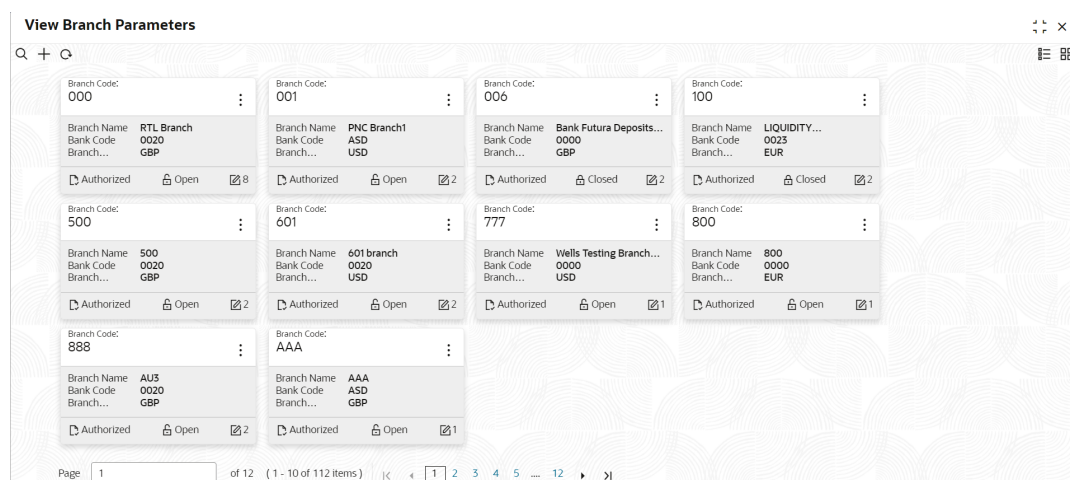 View Branch Parameters
Branch Code:
000
Branch Name RTL Branch
Bank Code 0020
Branch... GBP
Authorized Open 8
Branch Code:
001
Branch Name PNC Branch1
Bank Code ASD
Branch... USD
Authorized Open 2
Branch Code:
006
Branch Name Bank Futura Deposits...
Bank Code 0000
Branch... GBP
Authorized Closed 2
Branch Code:
100
Branch Name LIQUIDITY...
Bank Code 0023
Branch... EUR
Authorized Closed 2
Branch Code:
500
Branch Name 500
Bank Code 0020
Branch... GBP
Authorized Open 2
Branch Code:
601
Branch Name 601 branch
Bank Code 0020
Branch... USD
Authorized Open 2
Branch Code:
777
Branch Name Wells Testing Branch...
Bank Code 0000
Branch... USD
Authorized Open 1
Branch Code:
800
Branch Name 800
Bank Code 0000
Branch... EUR
Authorized Open 1
Branch Code:
888
Branch Name AU3
Bank Code 0020
Branch... GBP
Authorized Open 2
Branch Code:
AAA
Branch Name AAA
Bank Code ASD
Branch... GBP
Authorized Open 1
Page 1 of 12 ( 1 - 10 of 112 items ) 1 2 3 4 5 .... 12